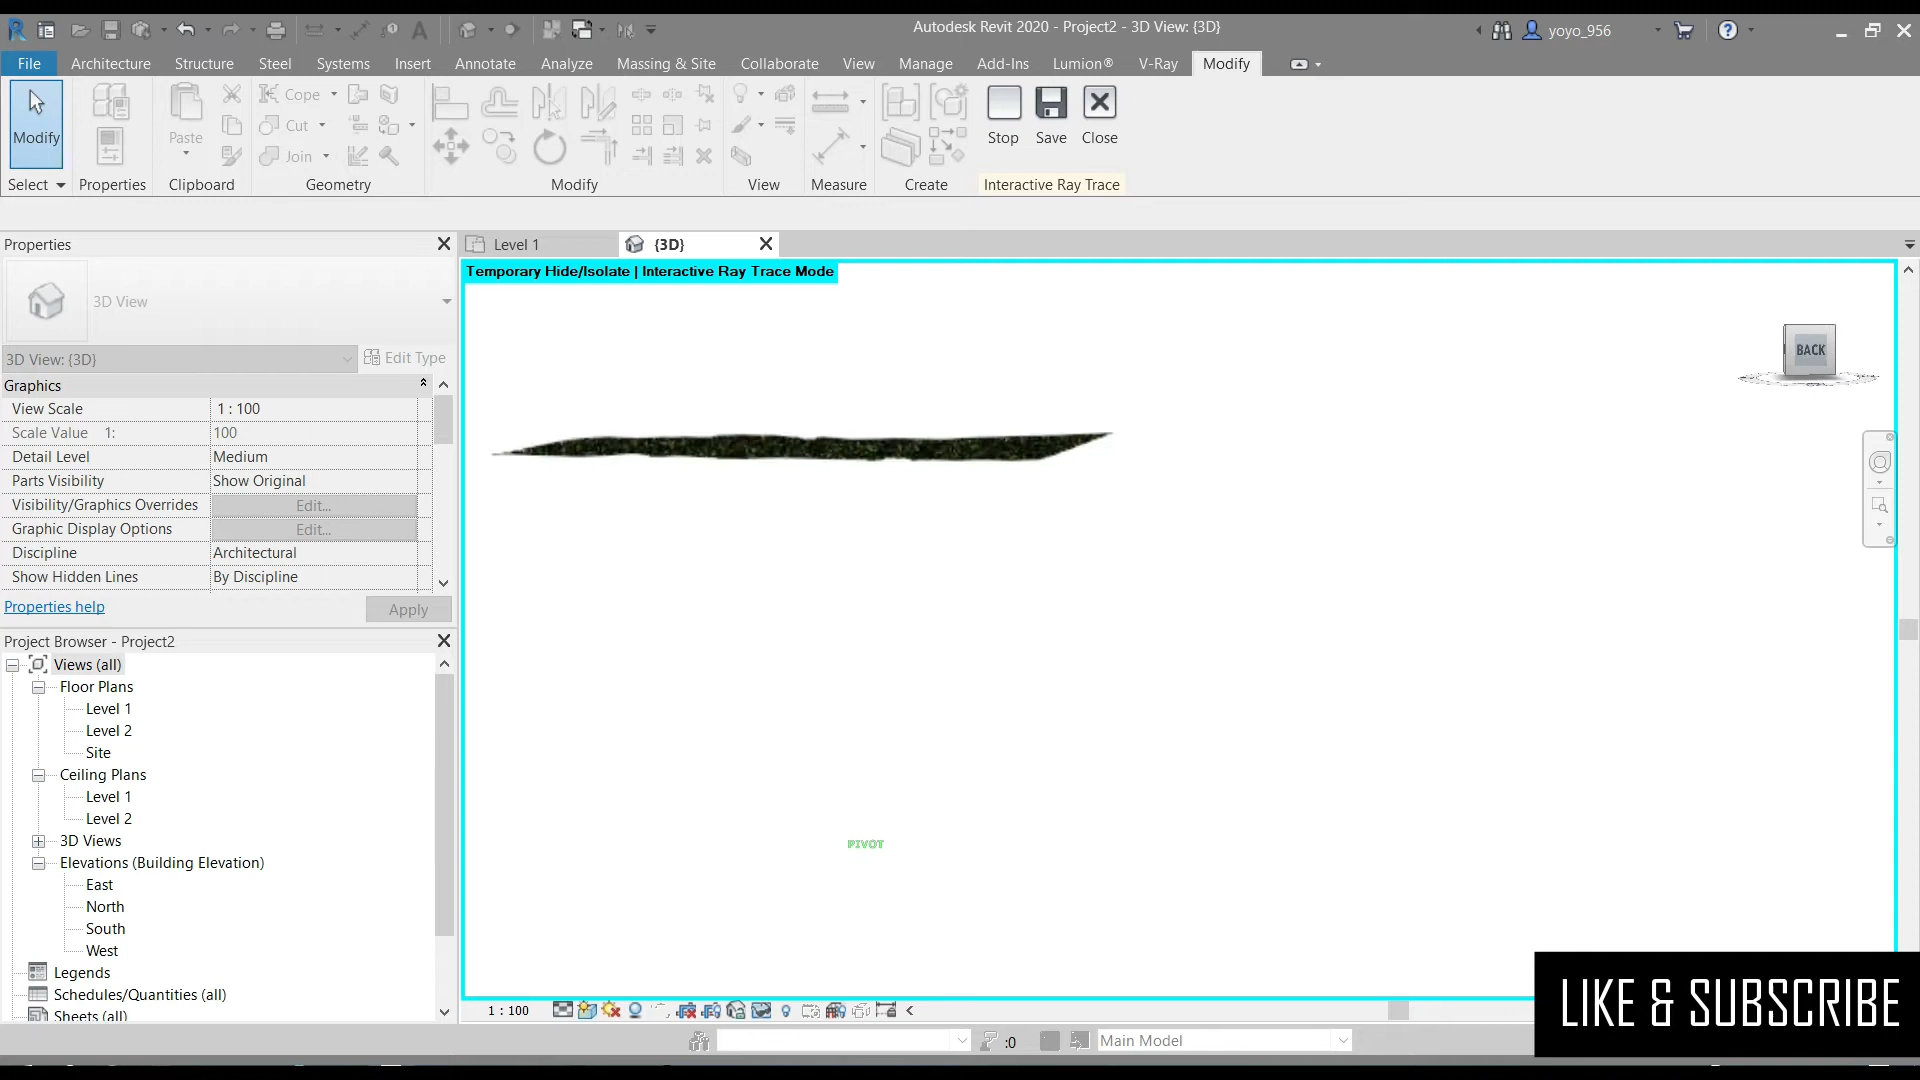 Autodesk Revit 2020 - Project2 - 3D View: {3D}
yoyo_956
File Architecture Structure Steel Systems Insert Annotate Analyze Massing & Site Collaborate View Manage Add-Ins Lumion® V-Ray Modify
Modify Paste Cope Cut Join Stop Save Close
Select Properties Clipboard Geometry Modify View Measure Create Interactive Ray Trace
Properties
Level 1 {3D}
Temporary Hide/Isolate | Interactive Ray Trace Mode
3D View
BACK
3D View: {3D} Edit Type
Graphics
View Scale 1 : 100
Scale Value 1: 100
Detail Level Medium
Parts Visibility Show Original
Visibility/Graphics Overrides Edit...
Graphic Display Options Edit...
Discipline Architectural
Show Hidden Lines By Discipline
Properties help Apply
Project Browser - Project2
Views (all)
Floor Plans
Level 1
Level 2
Site
Ceiling Plans
Level 1
Level 2
3D Views
Elevations (Building Elevation)
East
North
South
West
Legends
Schedules/Quantities (all)
Sheets (all)
PIVOT
1 : 100
:0 Main Model
LIKE & SUBSCRIBE